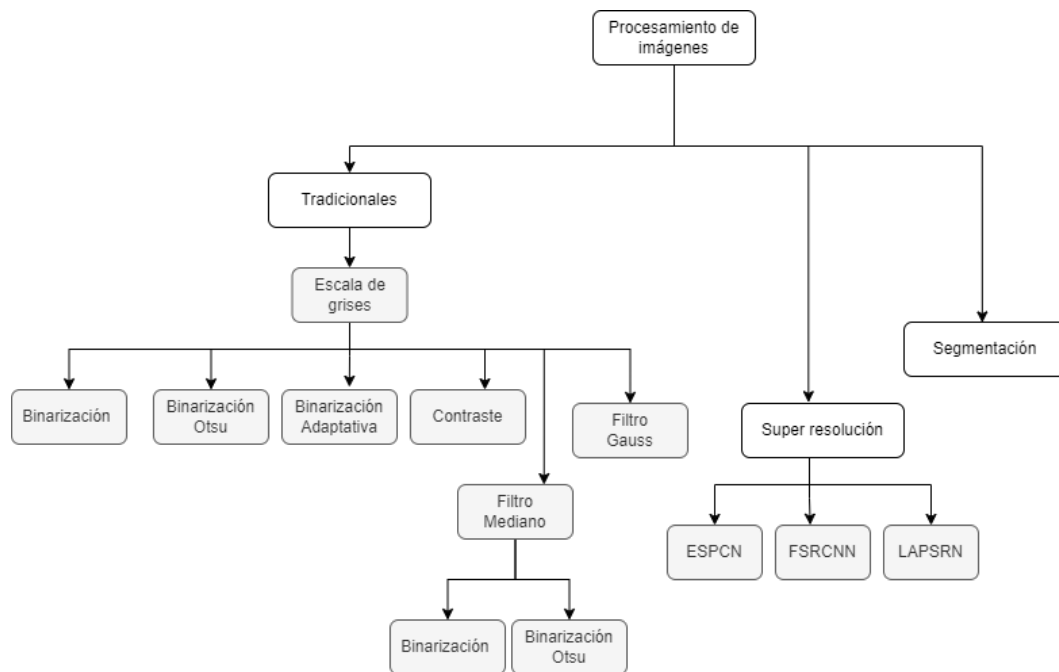 Procesamiento de
imágenes
Tradicionales
Escala de
grises
Segmentación
Binarización
Binarización
Otsu
Binarización
Adaptativa
Contraste
Filtro
Gauss
Super resolución
Filtro
Mediano
ESPCN
FSRCNN
LAPSRN
Binarización
Binarización
Otsu